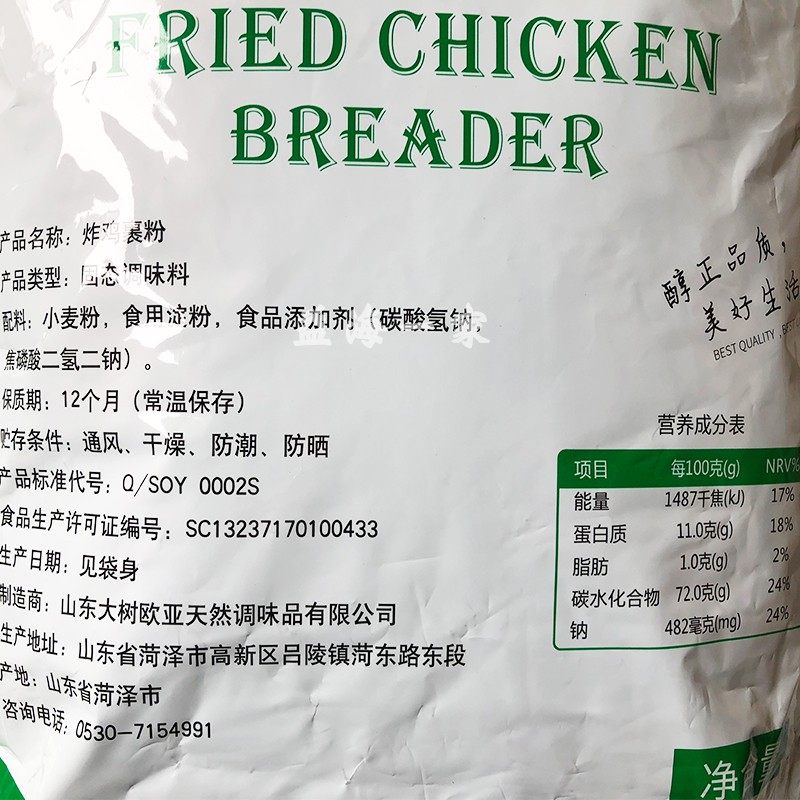 FRIED CHICKEN
BREADER
产品名称：炸鸡裹粉
产品类型：固态调味料
配料：小麦粉，食用淀粉，食品添加剂（碳酸氢钠，
焦磷酸二氢二钠）。
保质期：12个月（常温保存）
贮存条件：通风、干燥、防潮、防晒
产品标准代号：Q/SOY 0002S
食品生产许可证编号：SC13237170100433
生产日期：见袋身
制造商：山东大树欧亚天然调味品有限公司
生产地址：山东省菏泽市高新区吕陵镇菏东路东段
产地：山东省菏泽市
咨询电话：0530-7154991
醇正品质，
美好生活
BEST QUALITY , BEST
营养成分表
项目 每100克(g) NRV%
能量 1487千焦(kJ) 17%
蛋白质 11.0克(g) 18%
脂肪 1.0克(g) 2%
碳水化合物 72.0克(g) 24%
钠 482毫克(mg) 24%
净含量